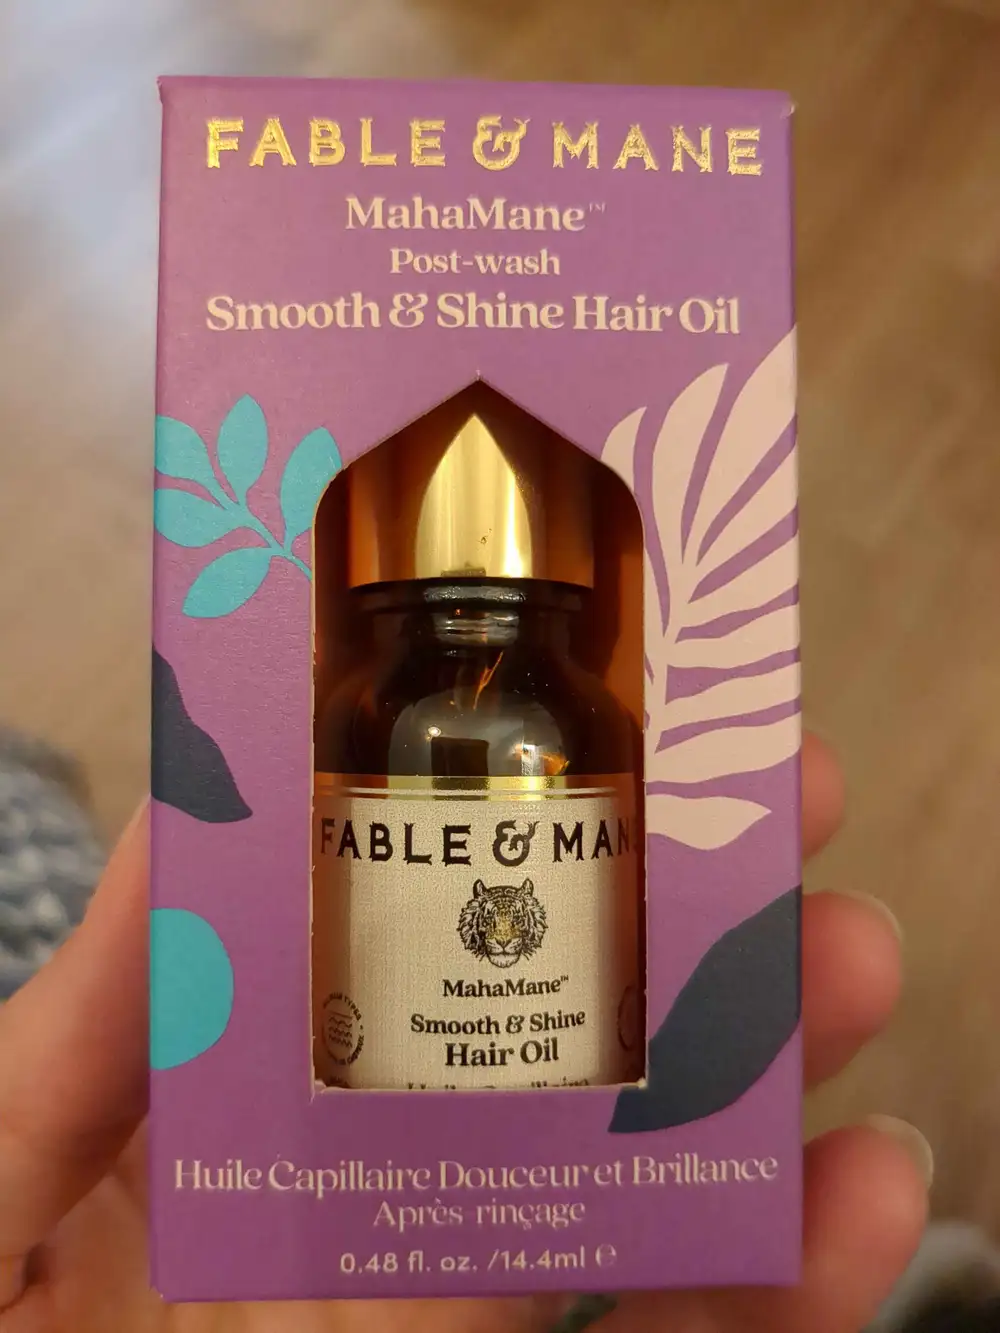 FABLE & MANE
MahaMane™
Post-wash
Smooth & Shine Hair Oil
FABLE & MAN
MahaMane™
Smooth & Shine
Hair Oil
Huile Capillaire Douceur et Brillance
Après-rinçage
0.48 fl. oz. /14.4ml ℮